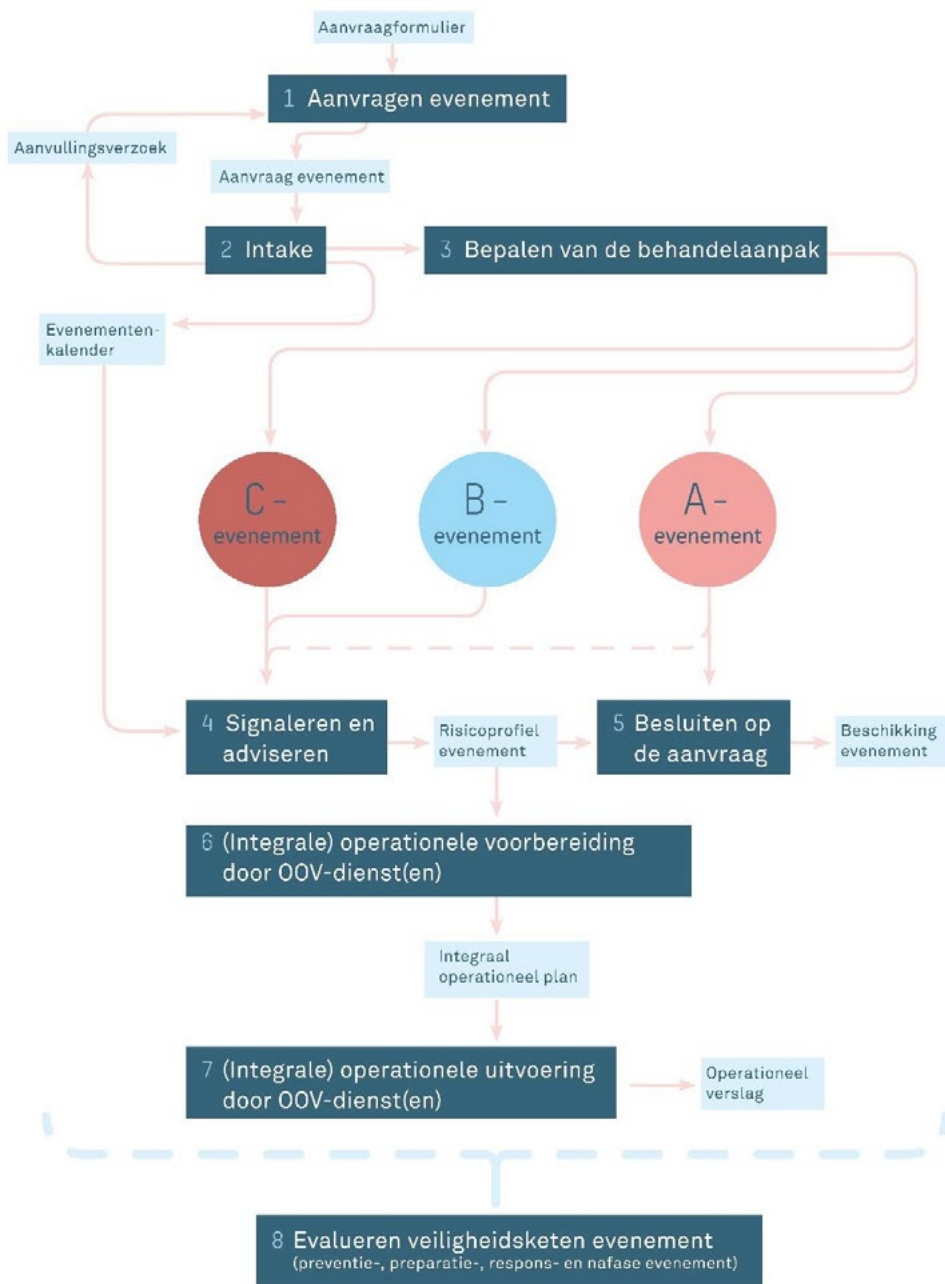 Aanvraagformulier
1 Aanvragen evenement
Aanvullingsverzoek
Aanvraag evenement
2 Intake
3 Bepalen van de behandelaanpak
Evenementen-
kalender
C-
evenement
B-
evenement
A-
evenement
4 Signaleren en
adviseren
Risicoprofiel
evenement
5 Besluiten op
de aanvraag
Beschikking
evenement
6 (Integrale) operationele voorbereiding
door OOV-dienst(en)
Integraal
operationeel plan
7 (Integrale) operationele uitvoering
door OOV-dienst(en)
Operationeel
verslag
8 Evalueren veiligheidsketen evenement
(preventie-, preparatie-, respons- en nafase evenement)